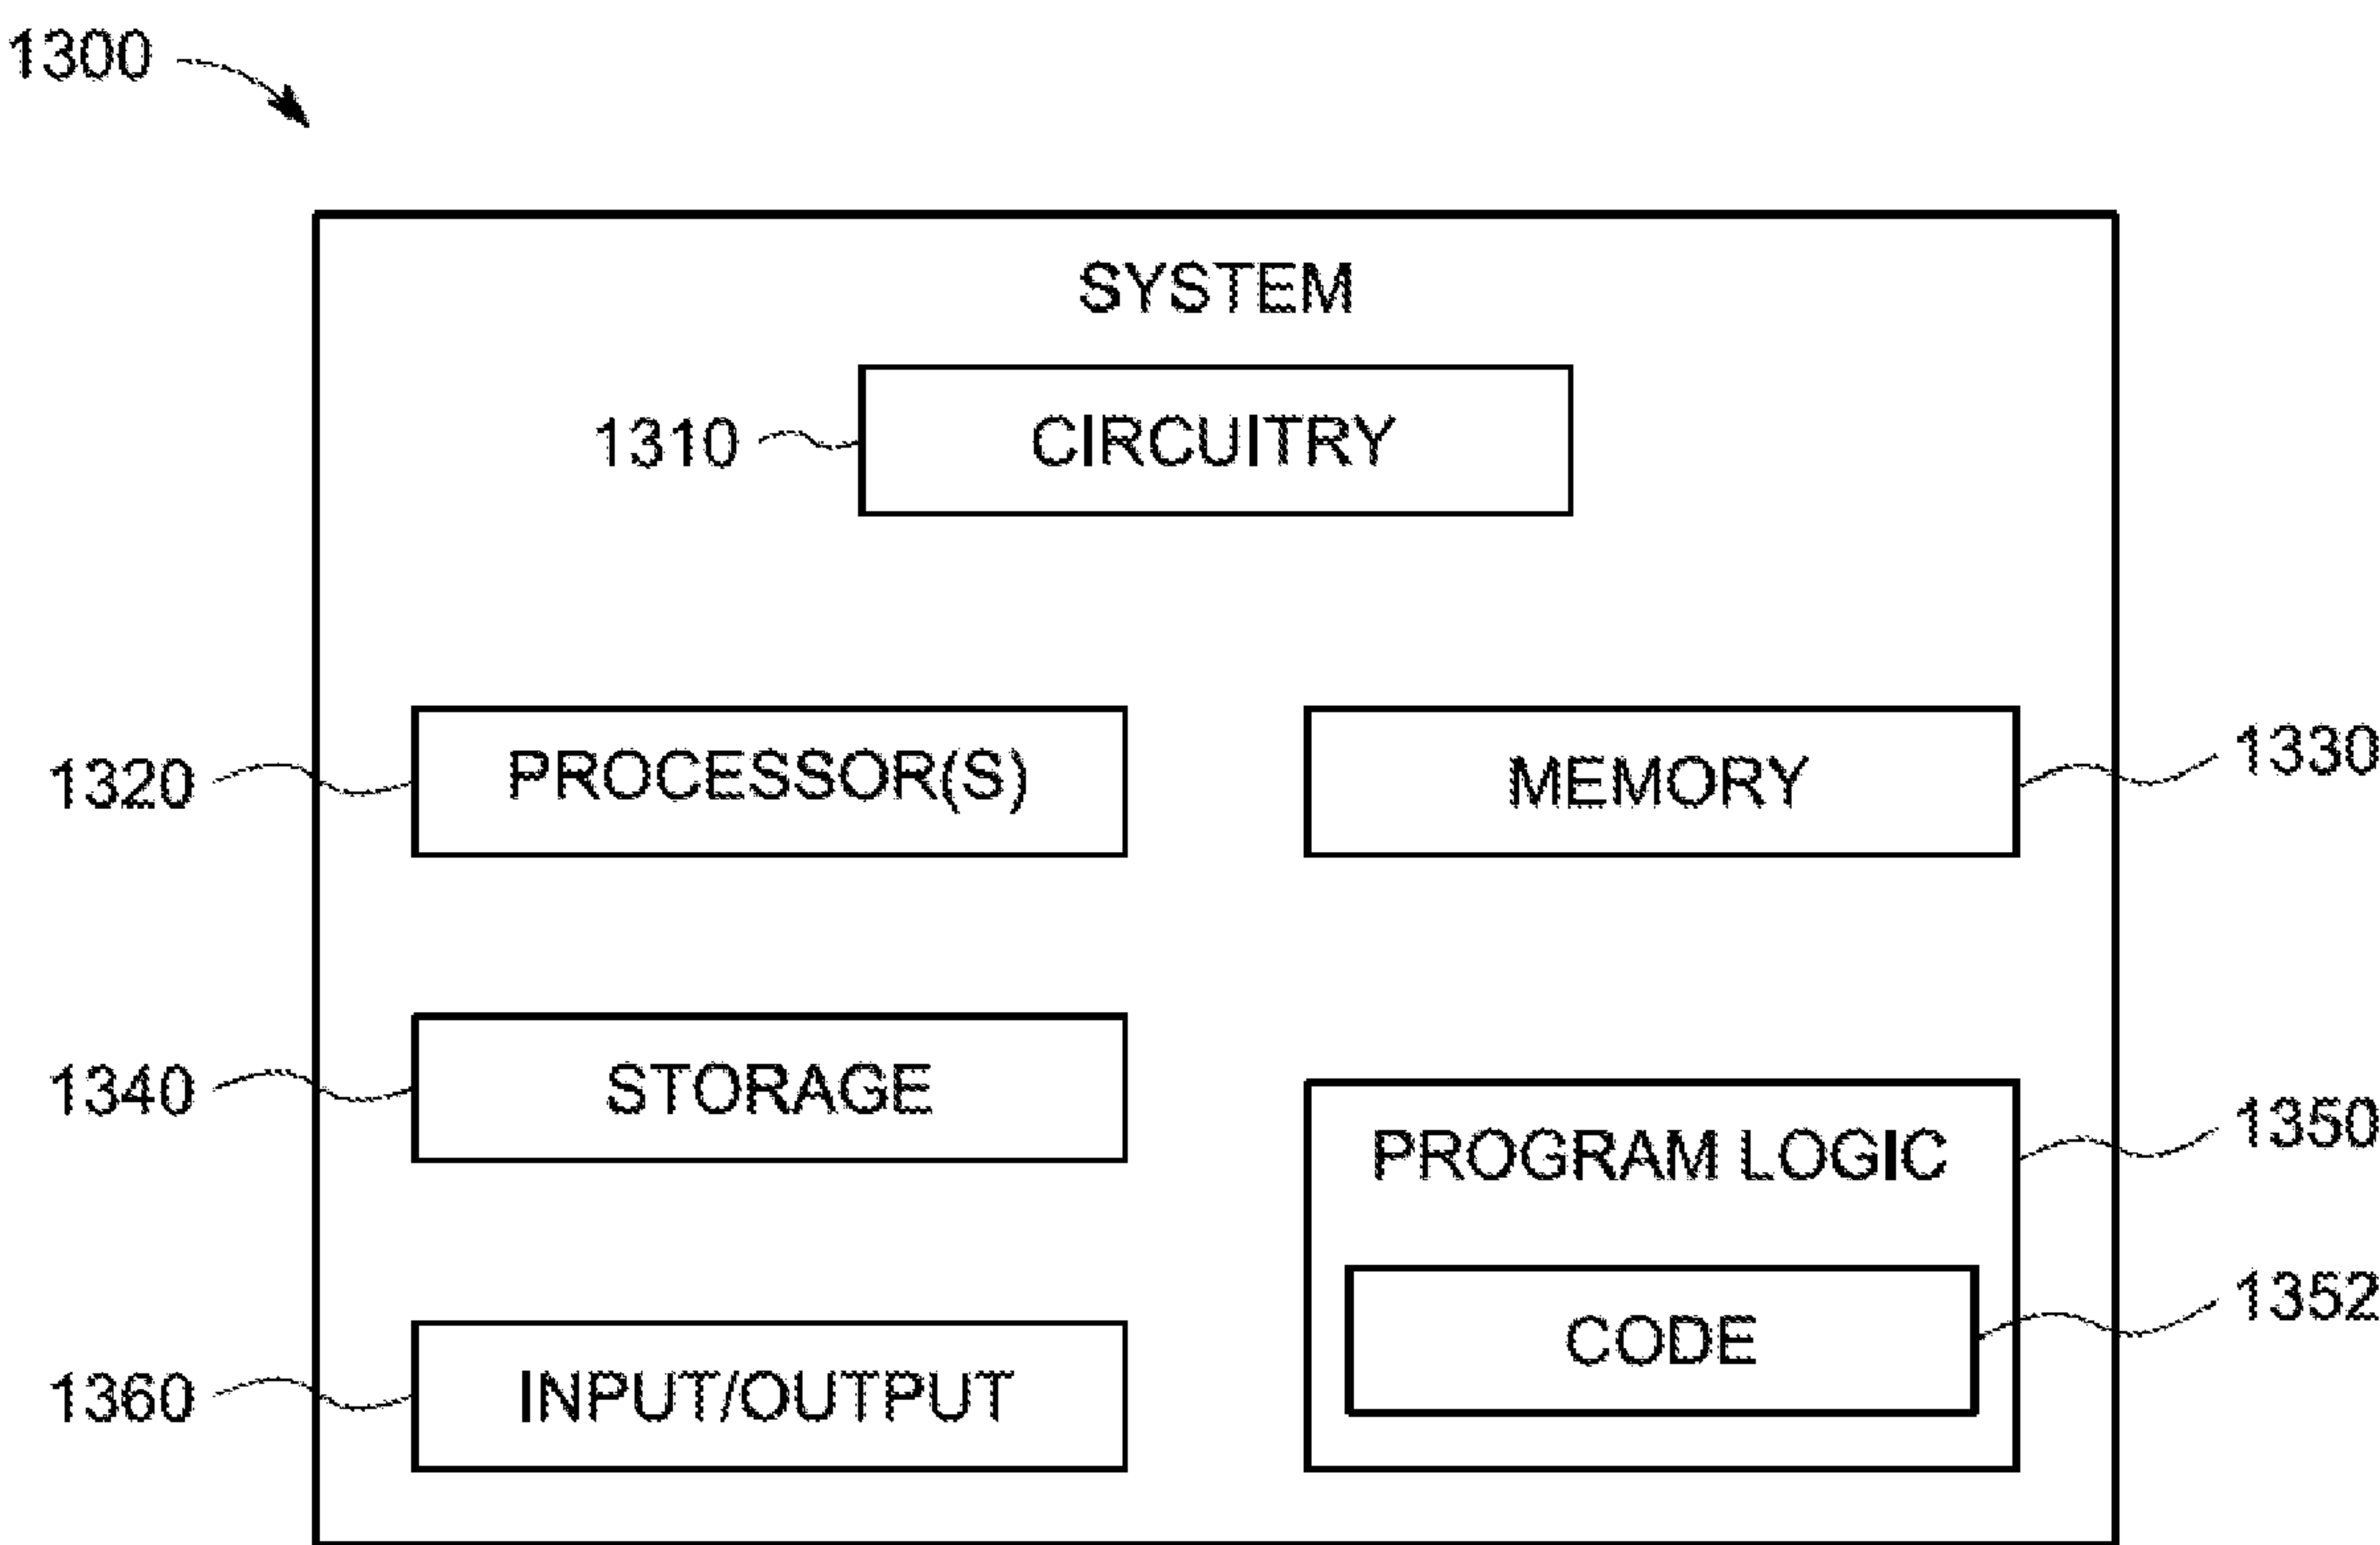 1300
SYSTEM
1310 CIRCUITRY
1320 PROCESSOR(S) MEMORY 1330
1340 STORAGE
PROGRAM LOGIC 1350
CODE 1352
1360 INPUT/OUTPUT